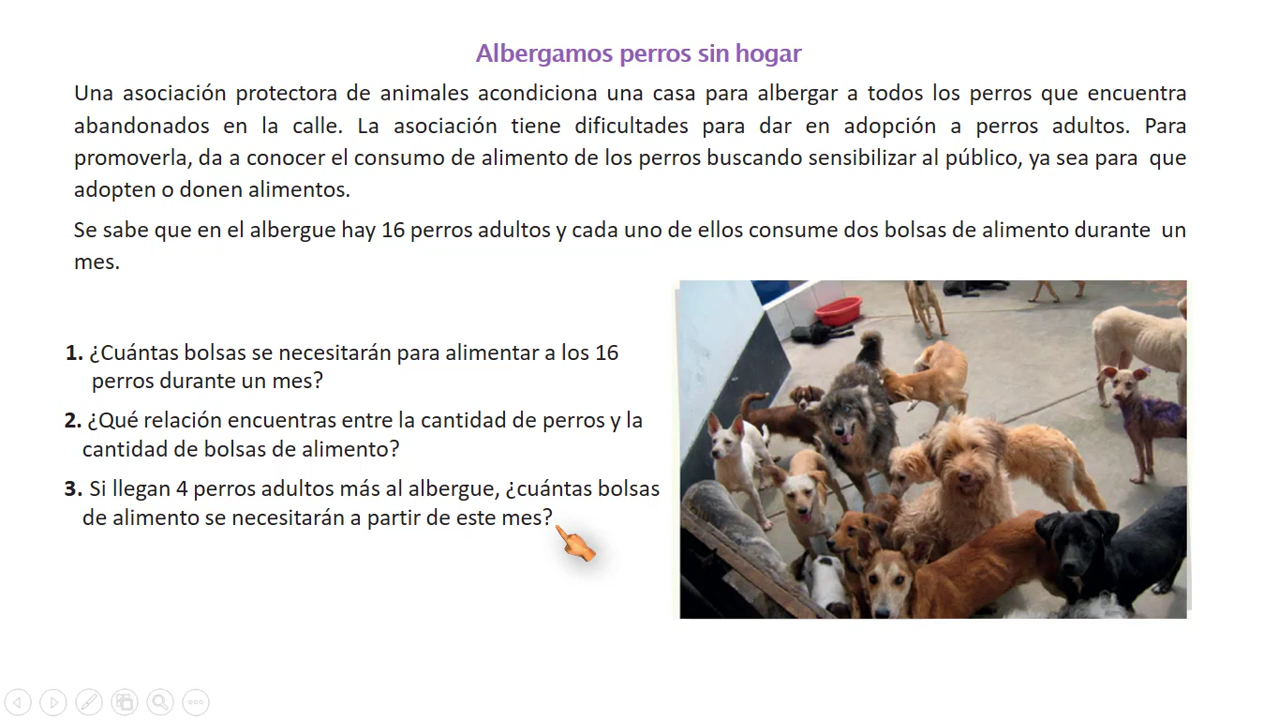 Albergamos perros sin hogar
Una asociación protectora de animales acondiciona una casa para albergar a todos los perros que encuentra
abandonados en la calle. La asociación tiene dificultades para dar en adopción a perros adultos. Para
promoverla, da a conocer el consumo de alimento de los perros buscando sensibilizar al público, ya sea para que
adopten o donen alimentos.
Se sabe que en el albergue hay 16 perros adultos y cada uno de ellos consume dos bolsas de alimento durante un
mes.
1. ¿Cuántas bolsas se necesitarán para alimentar a los 16
perros durante un mes?
2. ¿Qué relación encuentras entre la cantidad de perros y la
cantidad de bolsas de alimento?
3. Si llegan 4 perros adultos más al albergue, ¿cuántas bolsas
de alimento se necesitarán a partir de este mes?